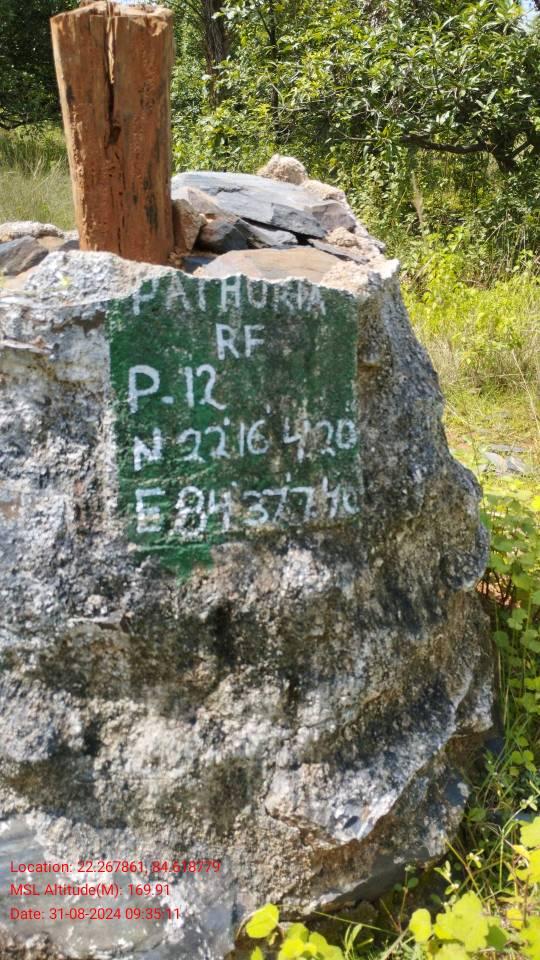 PATHURIA
RF
P-12
N 22°16'4.20
E 84°37'7.40
Location: 22.267861, 84.618779
MSL Altitude(M): 169.91
Date: 31-08-2024 09:35:11